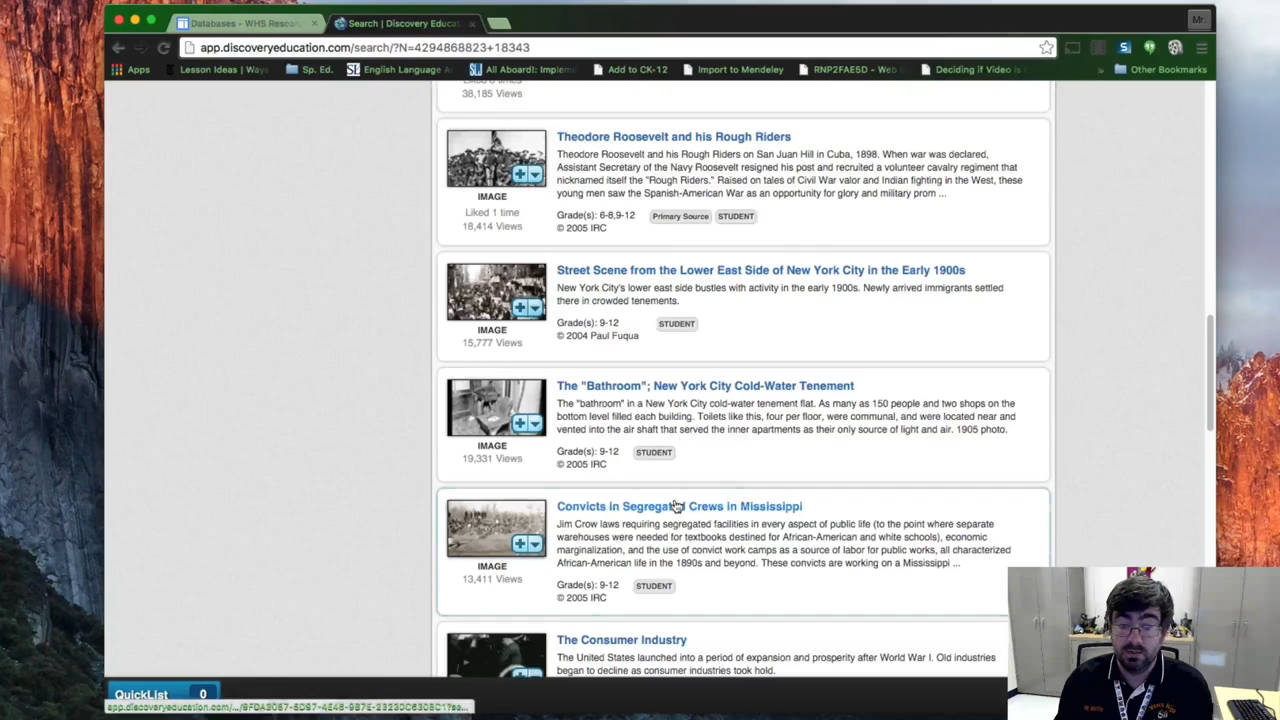 Databases - WHS Resear
Search | Discovery Educat
Mr.
app.discoveryeducation.com/search/?N=4294868823+18343
Apps
Lesson Ideas | Ways
Sp. Ed.
English Language A
All Aboard!: Implem
Add to CK-12
Import to Mendeley
RNP2FAE5D - Web
Deciding if Video is
» Other Bookmarks
38,185 Views
Theodore Roosevelt and his Rough Riders
Theodore Roosevelt and his Rough Riders on San Juan Hill in Cuba, 1898. When war was declared,
Assistant Secretary of the Navy Roosevelt resigned his post and recruited a volunteer cavalry regiment that
nicknamed itself the "Rough Riders." Raised on tales of Civil War valor and Indian fighting in the West, these
young men saw the Spanish-American War as an opportunity for glory and military prom ...
IMAGE
Liked 1 time
18,414 Views
Grade(s): 6-8,9-12 Primary Source STUDENT
© 2005 IRC
Street Scene from the Lower East Side of New York City in the Early 1900s
New York City's lower east side bustles with activity in the early 1900s. Newly arrived immigrants settled
there in crowded tenements.
IMAGE
15,777 Views
Grade(s): 9-12 STUDENT
© 2004 Paul Fuqua
The "Bathroom"; New York City Cold-Water Tenement
The "bathroom" in a New York City cold-water tenement flat. As many as 150 people and two shops on the
bottom level filled each building. Toilets like this, four per floor, were communal, and were located near and
vented into the air shaft that served the inner apartments as their only source of light and air. 1905 photo.
IMAGE
19,331 Views
Grade(s): 9-12 STUDENT
© 2005 IRC
Convicts in Segregated Crews in Mississippi
Jim Crow laws requiring segregated facilities in every aspect of public life (to the point where separate
warehouses were needed for textbooks destined for African-American and white schools), economic
marginalization, and the use of convict work camps as a source of labor for public works, all characterized
African-American life in the 1890s and beyond. These convicts are working on a Mississippi ...
IMAGE
13,411 Views
Grade(s): 9-12 STUDENT
© 2005 IRC
The Consumer Industry
The United States launched into a period of expansion and prosperity after World War I. Old industries
began to decline as consumer industries took hold.
QuickList 0